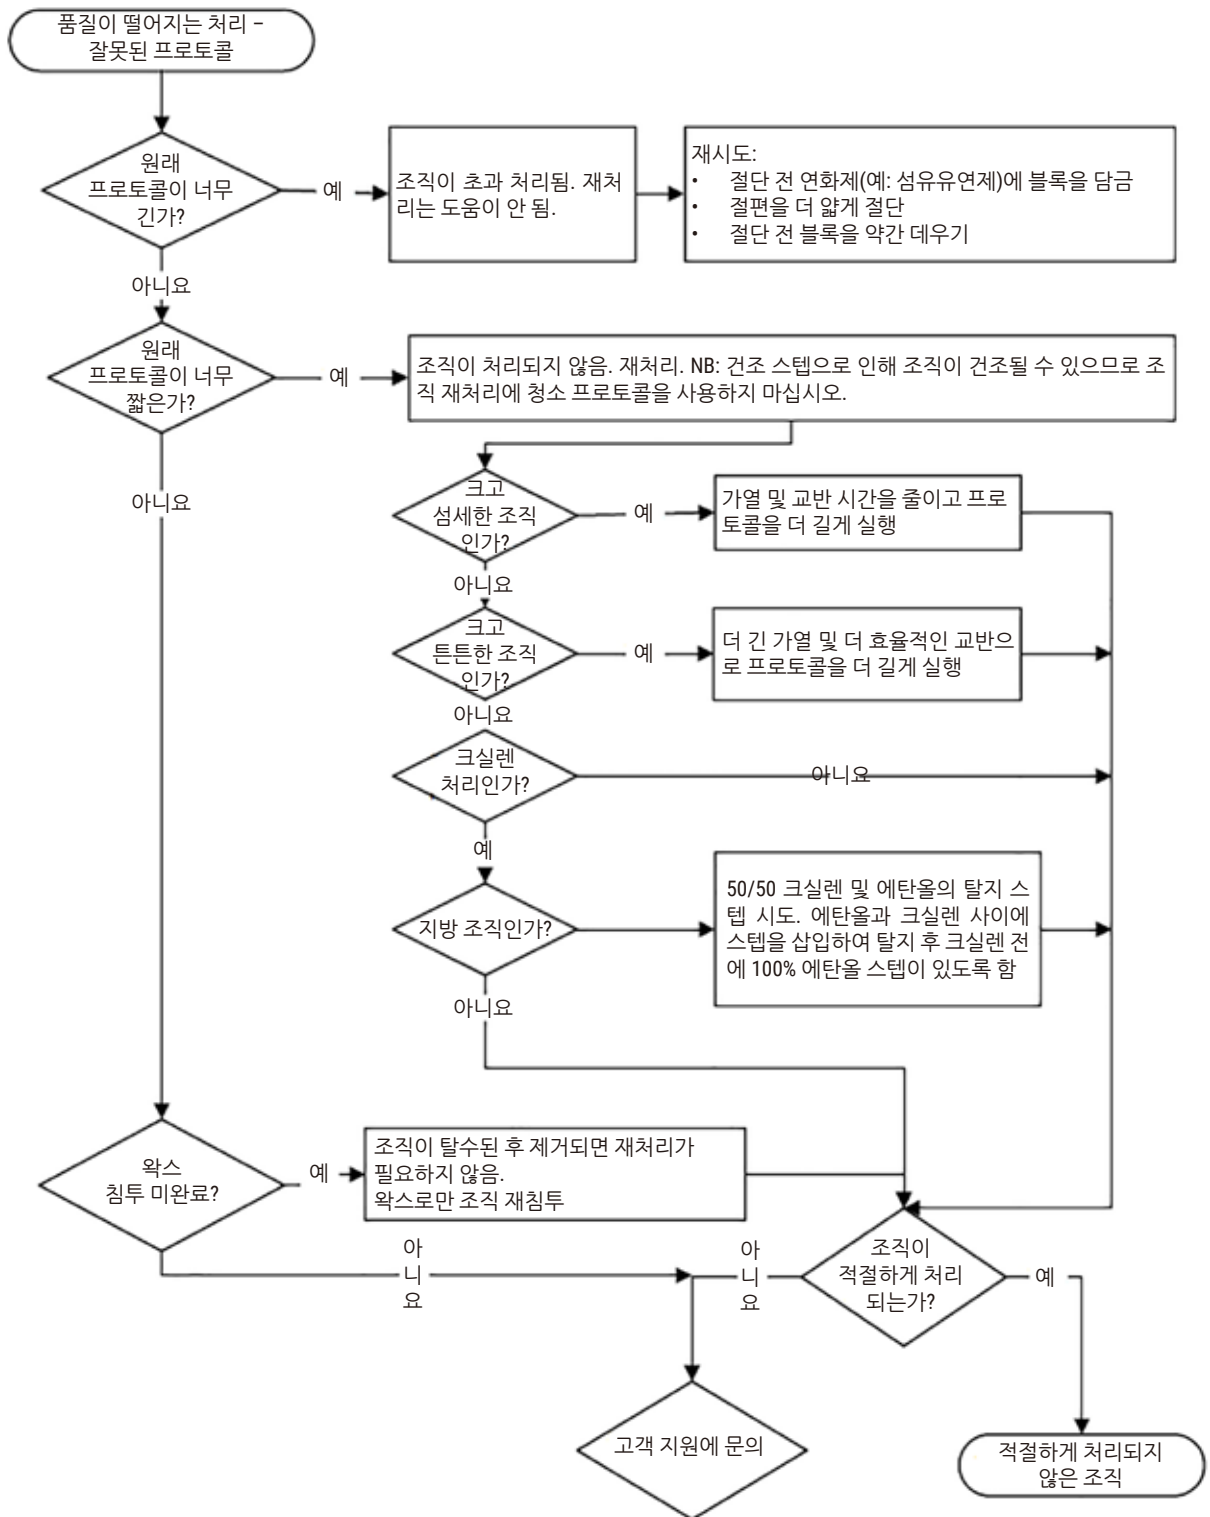 품질이 떨어지는 처리 –
잘못된 프로토콜
원래
프로토콜이 너무
긴가?
예
조직이 초과 처리됨. 재처
리는 도움이 안 됨.
재시도:
• 절단 전 연화제(예: 섬유유연제)에 블록을 담금
• 절편을 더 얇게 절단
• 절단 전 블록을 약간 데우기
아니요
원래
프로토콜이 너무
짧은가?
예
조직이 처리되지 않음. 재처리. NB: 건조 스텝으로 인해 조직이 건조될 수 있으므로 조
직 재처리에 청소 프로토콜을 사용하지 마십시오.
아니요
크고
섬세한 조직
인가?
예
가열 및 교반 시간을 줄이고 프로
토콜을 더 길게 실행
아니요
크고
튼튼한 조직
인가?
예
더 긴 가열 및 더 효율적인 교반으
로 프로토콜을 더 길게 실행
아니요
크실렌
처리인가?
아니요
예
지방 조직인가?
50/50 크실렌 및 에탄올의 탈지 스
텝 시도. 에탄올과 크실렌 사이에
스텝을 삽입하여 탈지 후 크실렌 전
에 100% 에탄올 스텝이 있도록 함
아니요
왁스
침투 미완료?
예
조직이 탈수된 후 제거되면 재처리가
필요하지 않음.
왁스로만 조직 재침투
아
니
요
아
니
요
조직이
적절하게 처리
되는가?
예
고객 지원에 문의
적절하게 처리되지
않은 조직